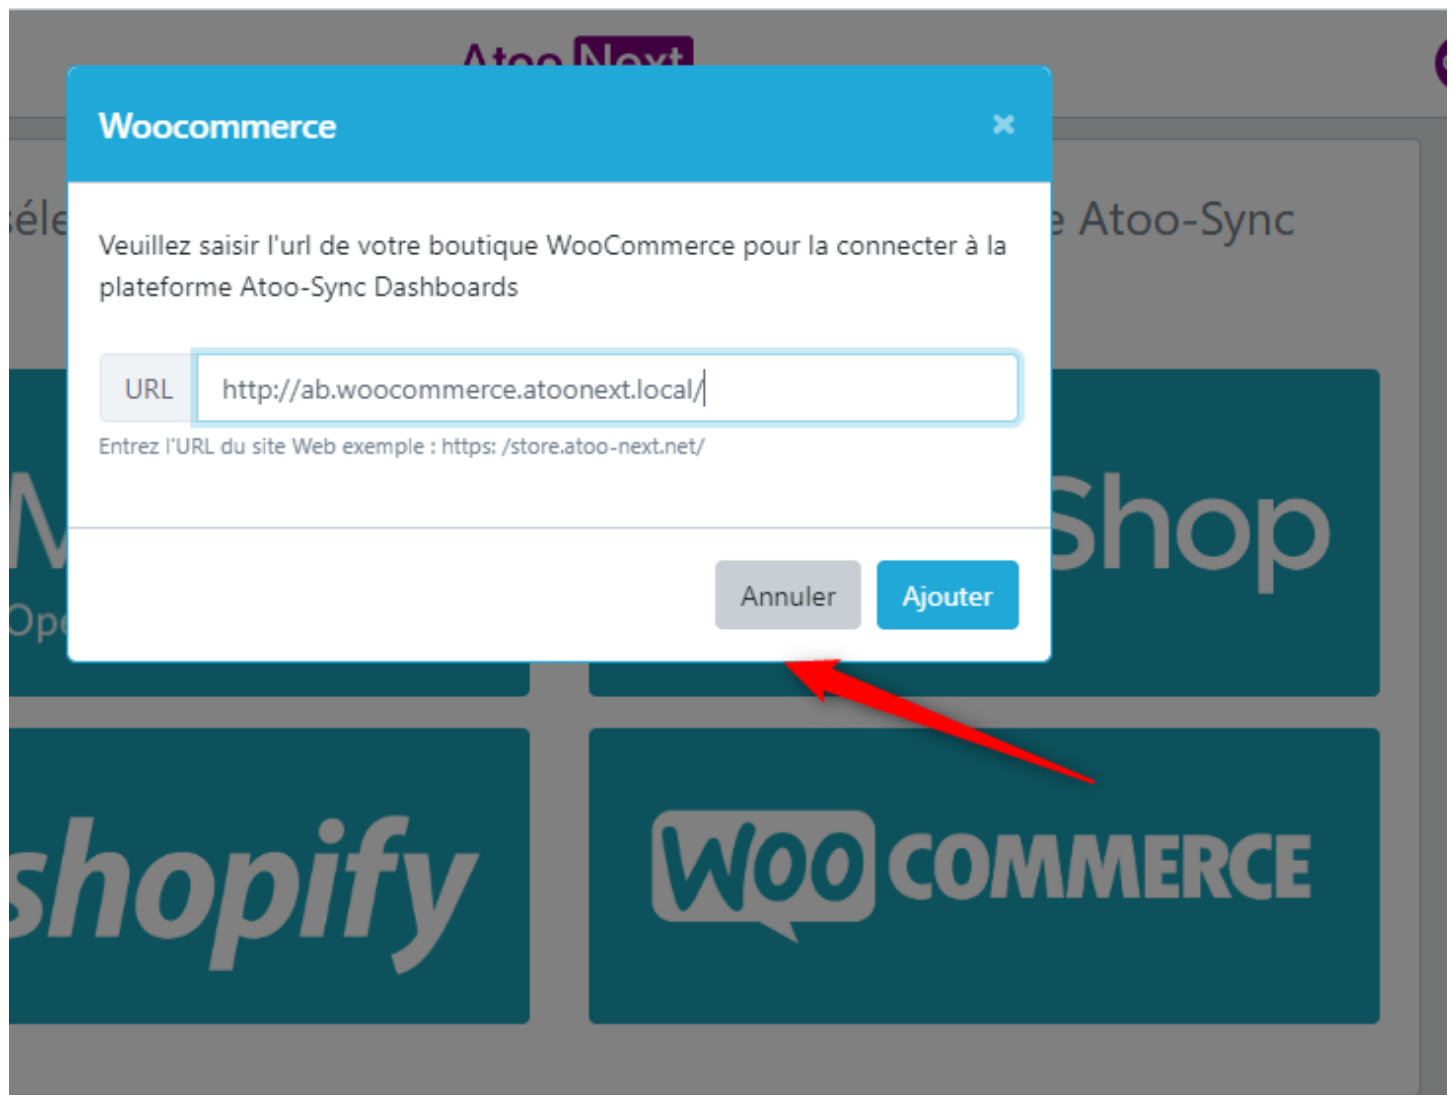 Atoo Next
Woocommerce
×
e Atoo-Sync
Veuillez saisir l'url de votre boutique WooCommerce pour la connecter à la
plateforme Atoo-Sync Dashboards
URL
http://ab.woocommerce.atoonext.local/
Entrez l'URL du site Web exemple : https: /store.atoo-next.net/
Shop
Annuler
Ajouter
shopify
WOO COMMERCE